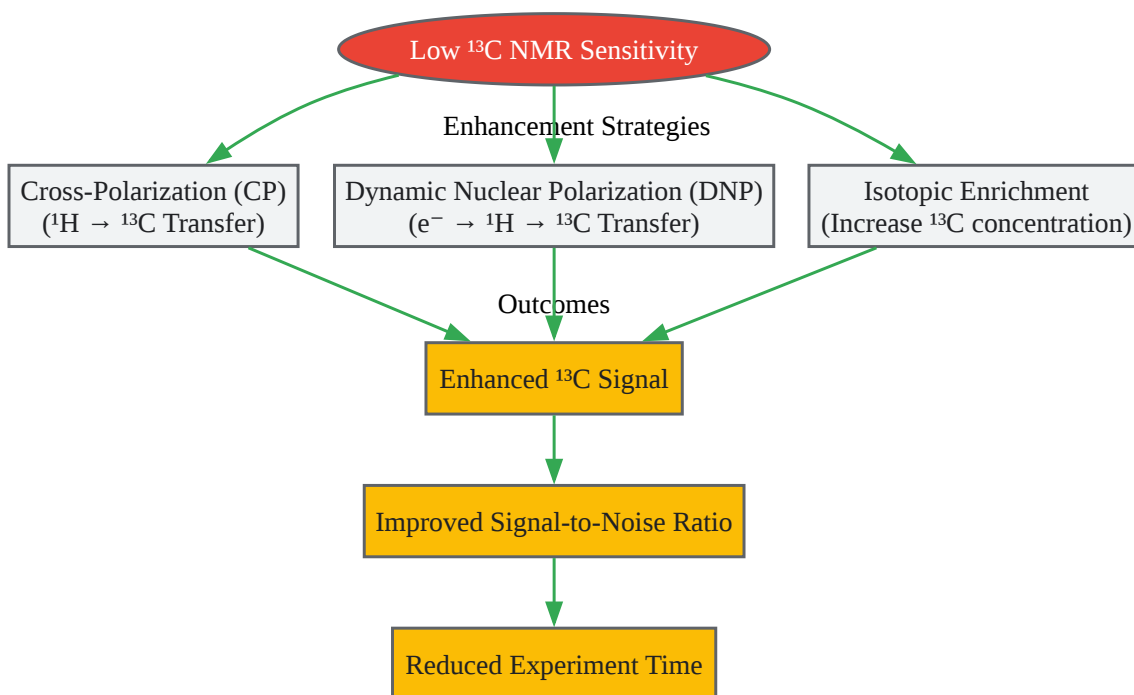 Low ¹³C NMR Sensitivity
Enhancement Strategies
Cross-Polarization (CP)
(¹H → ¹³C Transfer)
Dynamic Nuclear Polarization (DNP)
(e⁻ → ¹H → ¹³C Transfer)
Isotopic Enrichment
(Increase ¹³C concentration)
Outcomes
Enhanced ¹³C Signal
Improved Signal-to-Noise Ratio
Reduced Experiment Time